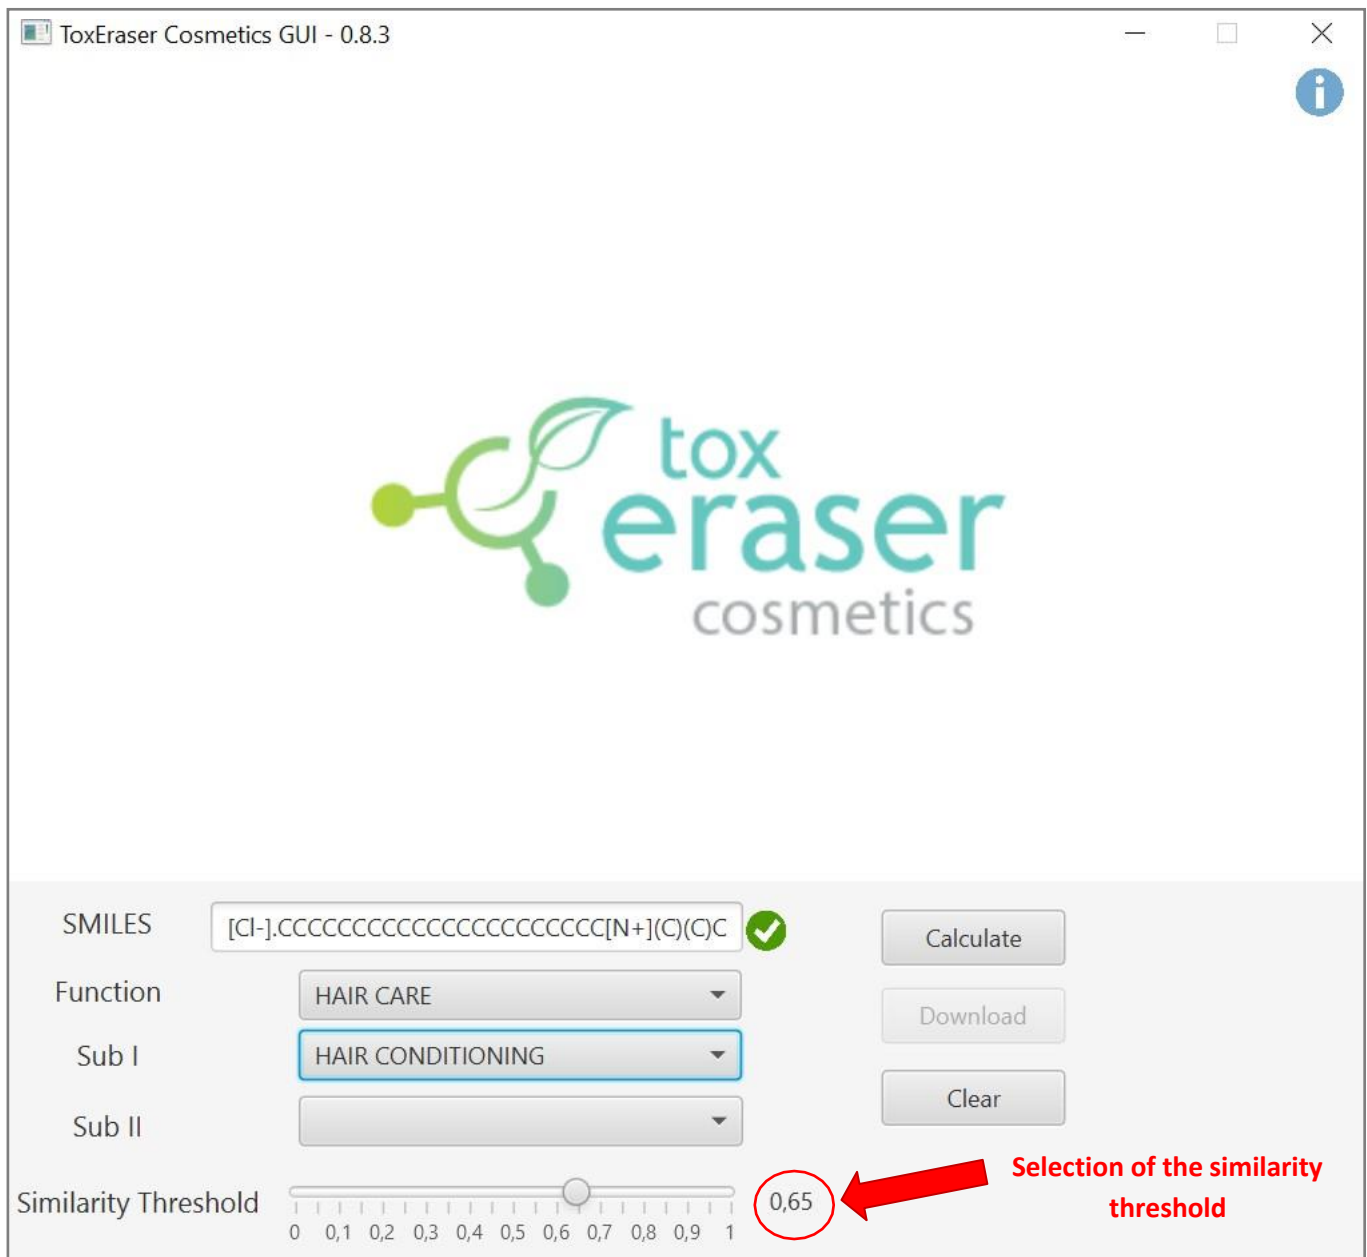 ToxEraser Cosmetics GUI - 0.8.3
i
tox
eraser
cosmetics
SMILES [Cl-].CCCCCCCCCCCCCCCCCCCCCC[N+](C)(C)C Calculate
Function HAIR CARE Download
Sub I HAIR CONDITIONING
Clear
Sub II
Similarity Threshold 0,65
0 0,1 0,2 0,3 0,4 0,5 0,6 0,7 0,8 0,9 1
Selection of the similarity
threshold